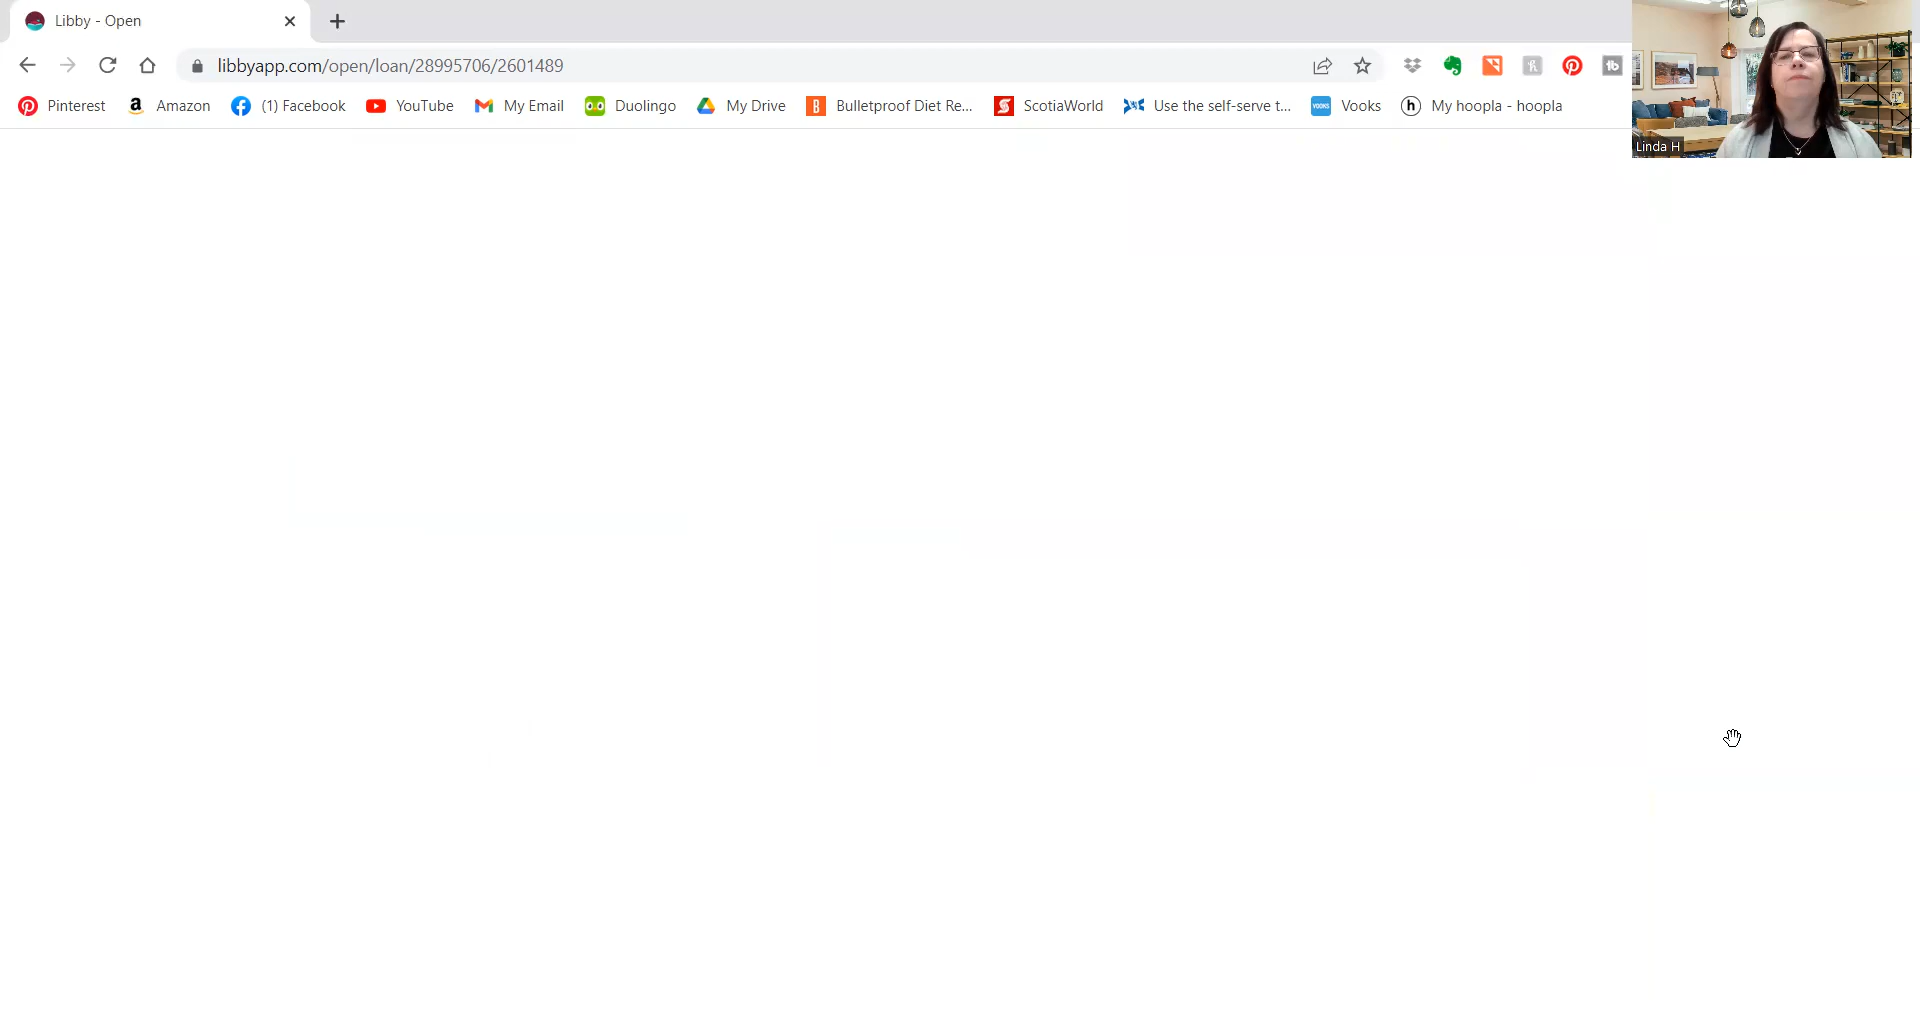 Libby - Open
libbyapp.com/open/loan/28995706/2601489
Pinterest Amazon (1) Facebook YouTube My Email Duolingo My Drive Bulletproof Diet Re... ScotiaWorld Use the self-serve t... Vooks My hoopla - hoopla
Linda H